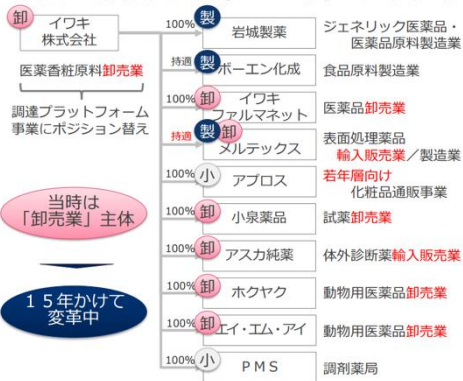 卸
イワキ
株式会社
医薬香粧原料卸売業
調達プラットフォーム
事業にポジション替え
当時は
「卸売業」主体
１５年かけて
変革中
100%
製
岩城製薬
ジェネリック医薬品・
医薬品原料製造業
持適
製
ボーエン化成
食品原料製造業
100%
卸
イワキ
ファルマネット
医薬品卸売業
持適
製
卸
メルテックス
表面処理薬品
輸入販売業／製造業
100%
小
アプロス
若年層向け
化粧品通販事業
100%
卸
小泉薬品
試薬卸売業
100%
卸
アスカ純薬
体外診断薬輸入販売業
100%
卸
ホクヤク
動物用医薬品卸売業
100%
卸
エイ・エム・アイ
動物用医薬品卸売業
100%
小
ＰＭＳ
調剤薬局